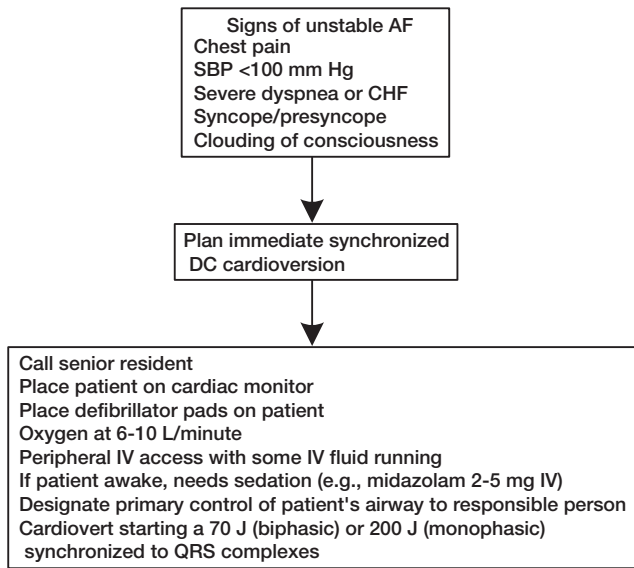 Signs of unstable AF
Chest pain
SBP <100 mm Hg
Severe dyspnea or CHF
Syncope/presyncope
Clouding of consciousness
Plan immediate synchronized
DC cardioversion
Call senior resident
Place patient on cardiac monitor
Place defibrillator pads on patient
Oxygen at 6-10 L/minute
Peripheral IV access with some IV fluid running
If patient awake, needs sedation (e.g., midazolam 2-5 mg IV)
Designate primary control of patient's airway to responsible person
Cardiovert starting a 70 J (biphasic) or 200 J (monophasic)
synchronized to QRS complexes